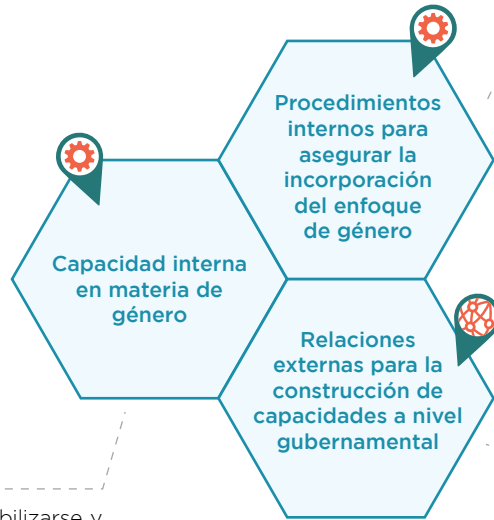 Procedimientos
internos para
asegurar la
incorporación
del enfoque
de género
Capacidad interna
en materia de
género
Relaciones
externas para la
construcción de
capacidades a nivel
gubernamental